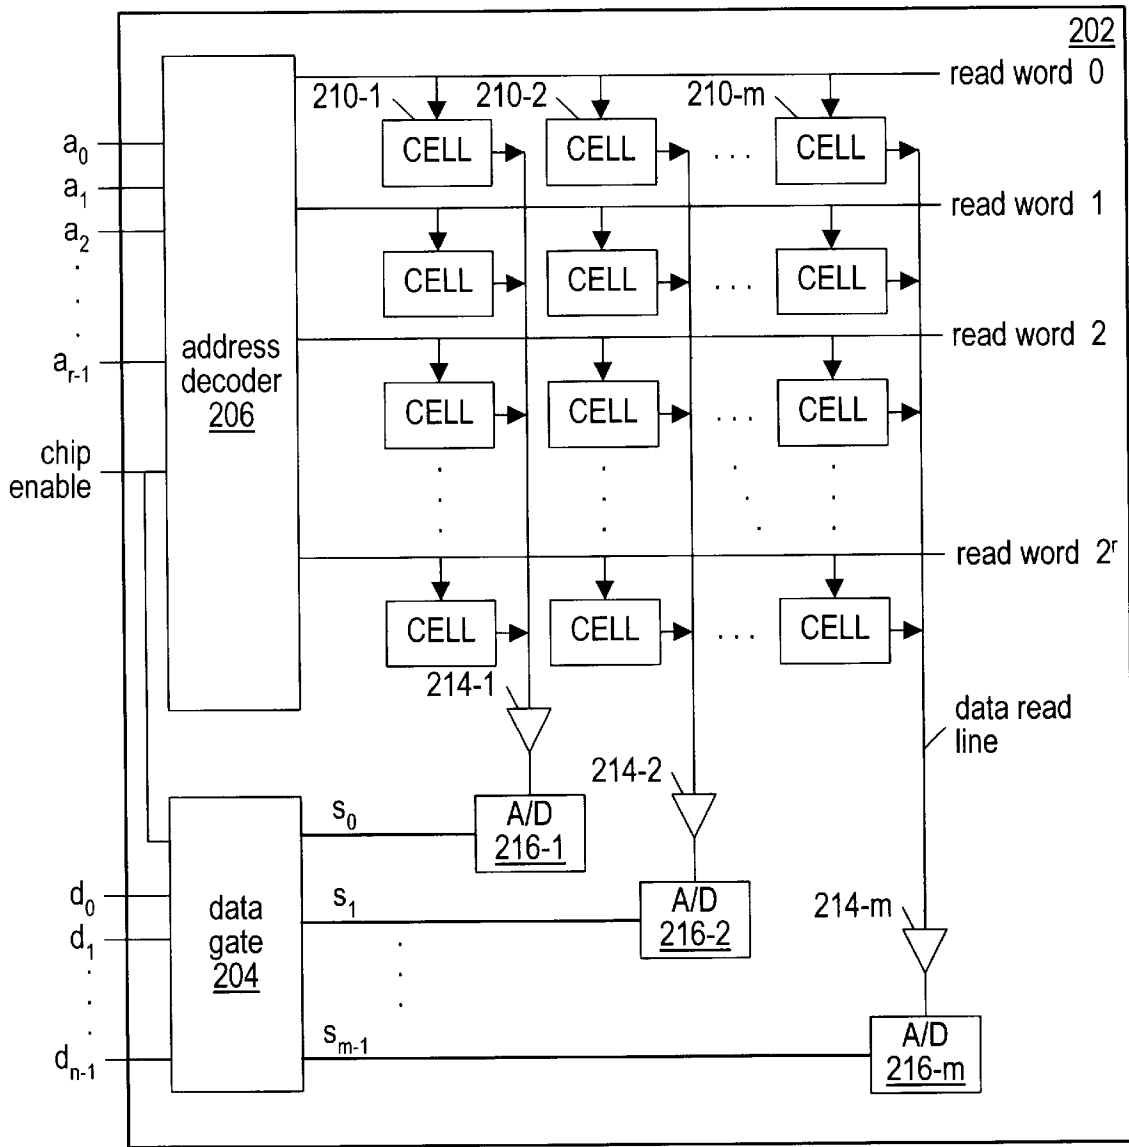 202
read word 0
210-1
210-2
210-m
a0
CELL
CELL
. . .
CELL
a1
read word 1
a2
CELL
CELL
. . .
CELL
read word 2
ar-1
address
decoder
206
CELL
CELL
. . .
CELL
chip
enable
read word 2r
CELL
CELL
. . .
CELL
214-1
data read
line
214-2
s0
A/D
216-1
d0
data
gate
204
s1
A/D
216-2
214-m
d1
sm-1
A/D
216-m
dn-1